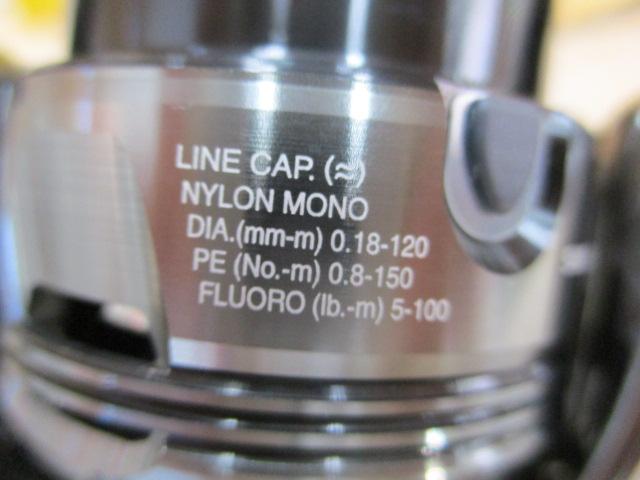 LINE CAP. (≈)
NYLON MONO
DIA.(mm-m) 0.18-120
PE (No.-m) 0.8-150
FLUORO (lb.-m) 5-100